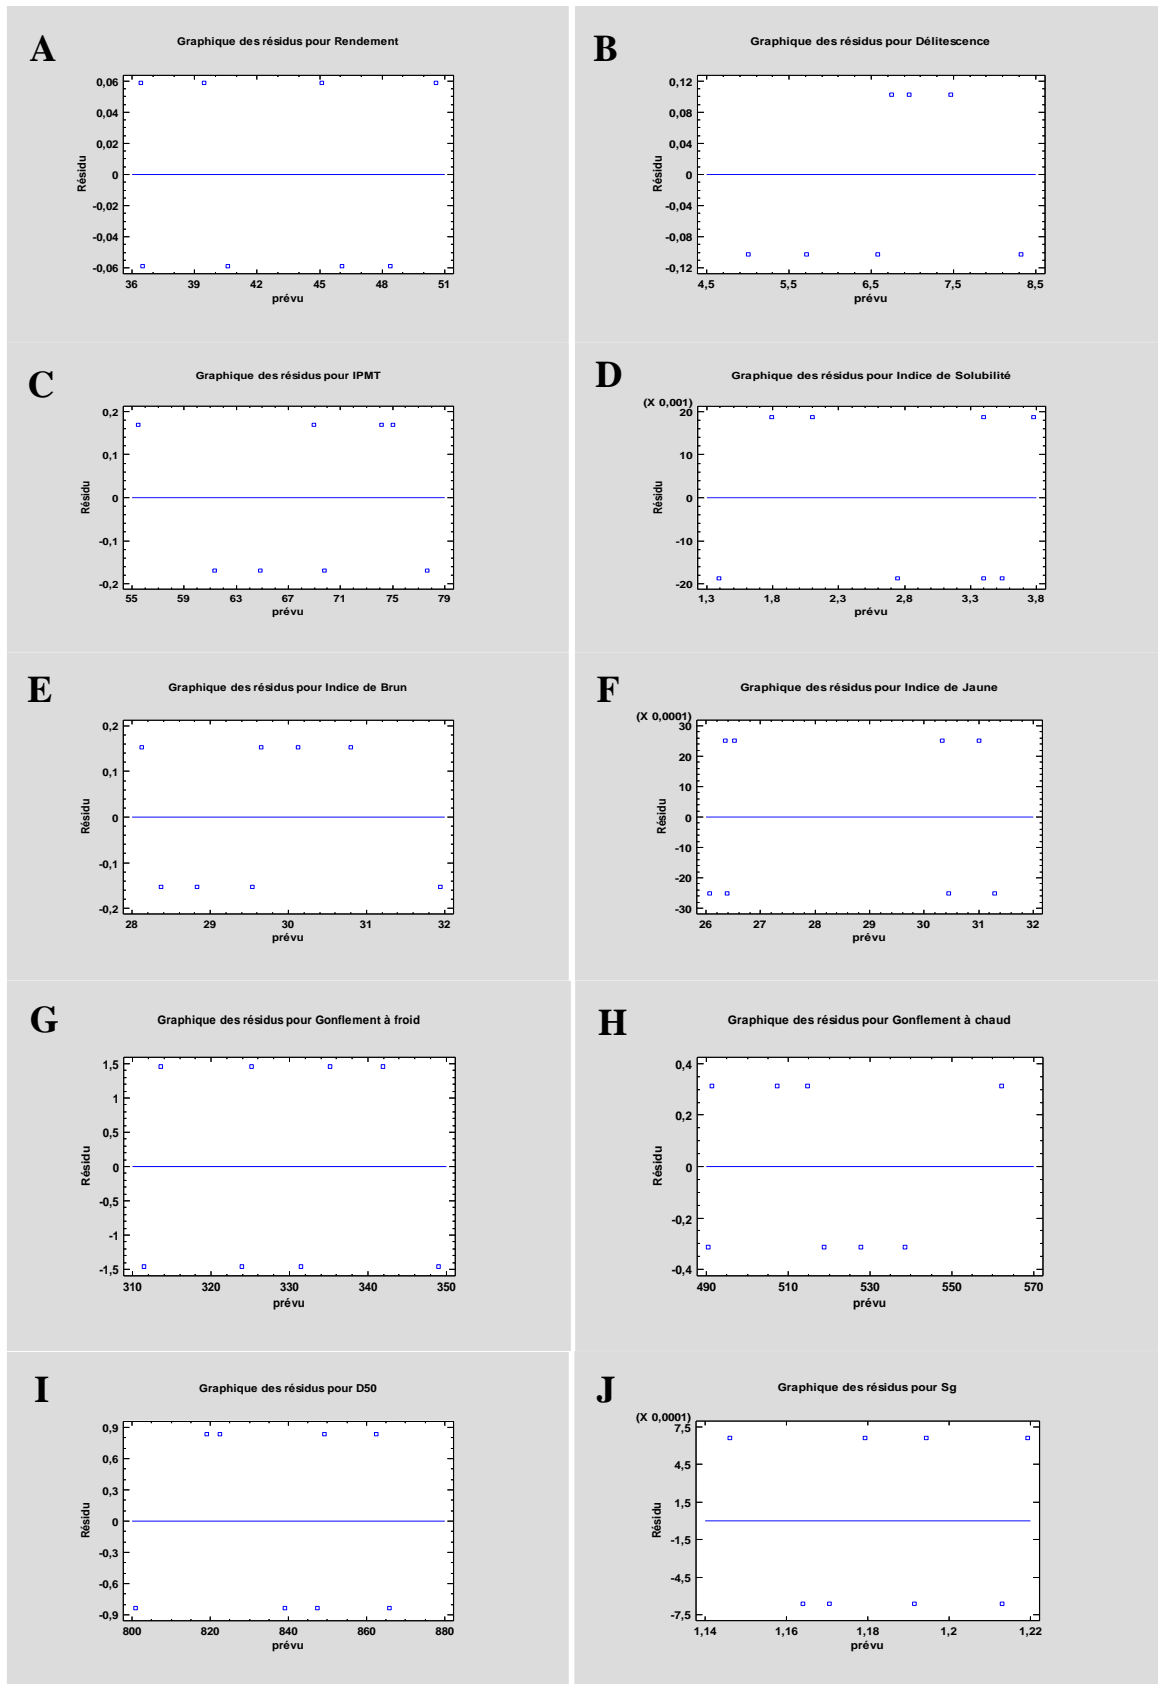 A
Graphique des résidus pour Rendement
0,06
0,04
0,02
0
-0,02
-0,04
-0,06
Résidu
36 39 42 45 48 51
prévu
B
Graphique des résidus pour Délitescence
0,12
0,08
0,04
0
-0,04
-0,08
-0,12
Résidu
4,5 5,5 6,5 7,5 8,5
prévu
C
Graphique des résidus pour IPMT
0,2
0,1
0
-0,1
-0,2
Résidu
55 59 63 67 71 75 79
prévu
D
Graphique des résidus pour Indice de Solubilité
(X 0,001)
20
10
0
-10
-20
Résidu
1,3 1,8 2,3 2,8 3,3 3,8
prévu
E
Graphique des résidus pour Indice de Brun
0,2
0,1
0
-0,1
-0,2
Résidu
28 29 30 31 32
prévu
F
Graphique des résidus pour Indice de Jaune
(X 0,0001)
30
20
10
0
-10
-20
-30
Résidu
26 27 28 29 30 31 32
prévu
G
Graphique des résidus pour Gonflement à froid
1,5
1
0,5
0
-0,5
-1
-1,5
Résidu
310 320 330 340 350
prévu
H
Graphique des résidus pour Gonflement à chaud
0,4
0,2
0
-0,2
-0,4
Résidu
490 510 530 550 570
prévu
I
Graphique des résidus pour D50
0,9
0,6
0,3
0
-0,3
-0,6
-0,9
Résidu
800 820 840 860 880
prévu
J
Graphique des résidus pour Sg
(X 0,0001)
7,5
4,5
1,5
-1,5
-4,5
-7,5
Résidu
1,14 1,16 1,18 1,2 1,22
prévu